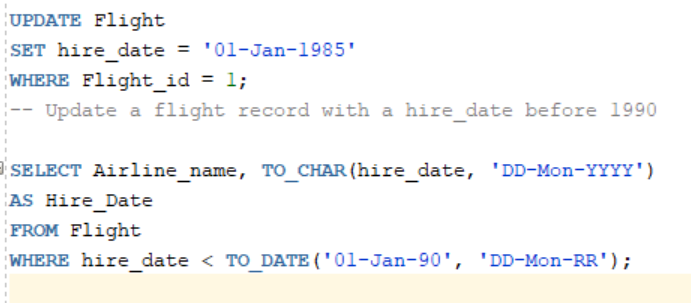 UPDATE Flight
SET hire_date = '01-Jan-1985'
WHERE Flight_id = 1;
-- Update a flight record with a hire_date before 1990
SELECT Airline_name, TO_CHAR(hire_date, 'DD-Mon-YYYY')
AS Hire_Date
FROM Flight
WHERE hire_date < TO_DATE('01-Jan-90', 'DD-Mon-RR');